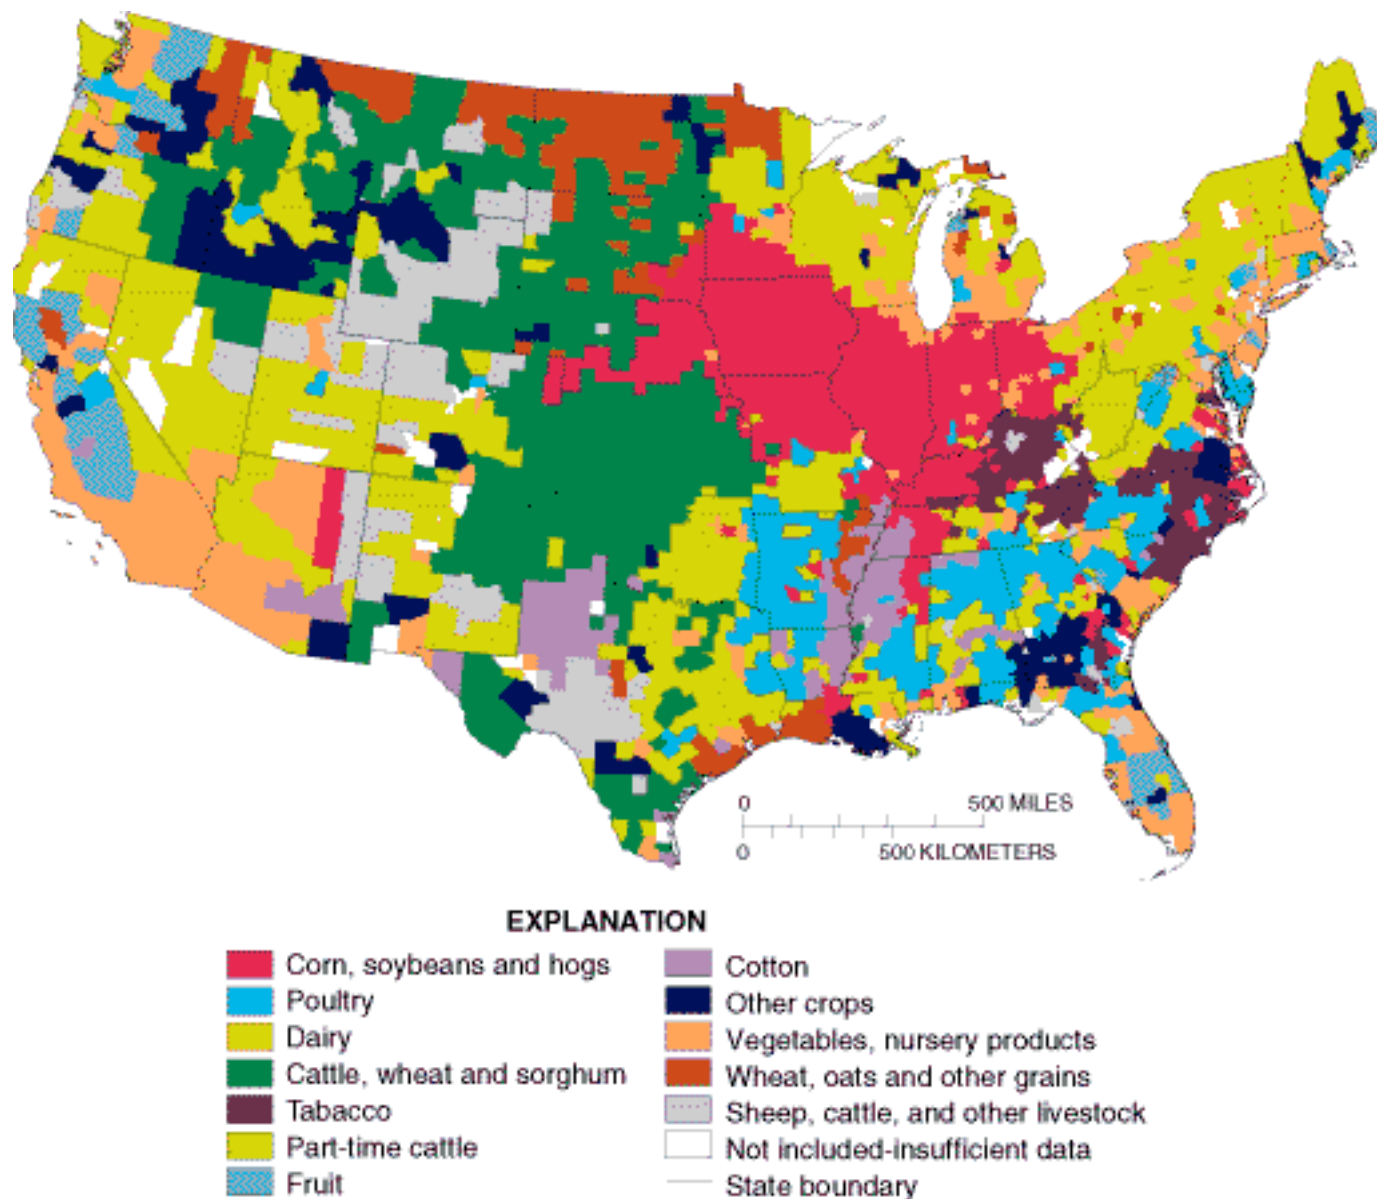 0 500 MILES
0 500 KILOMETERS
EXPLANATION
Corn, soybeans and hogs
Poultry
Dairy
Cattle, wheat and sorghum
Tabacco
Part-time cattle
Fruit
Cotton
Other crops
Vegetables, nursery products
Wheat, oats and other grains
Sheep, cattle, and other livestock
Not included-insufficient data
State boundary